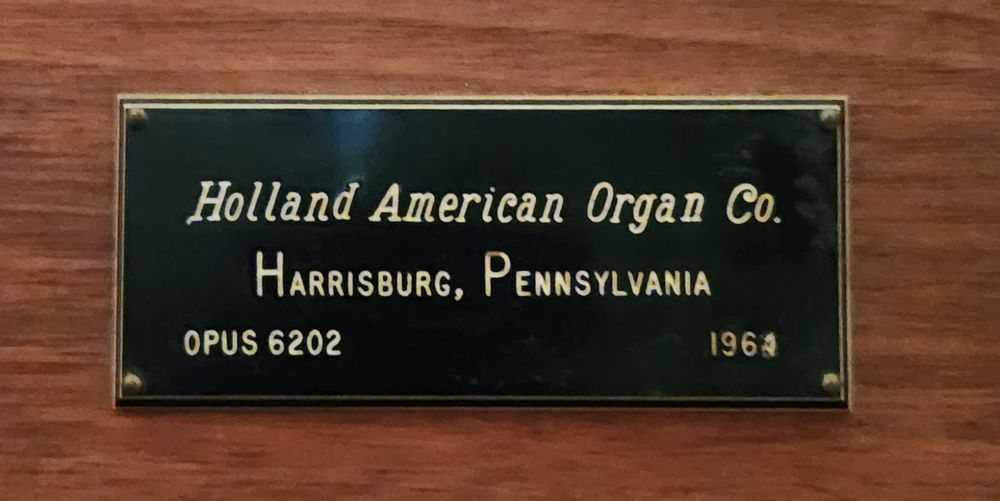 Holland American Organ Co.
HARRISBURG, PENNSYLVANIA
OPUS 6202